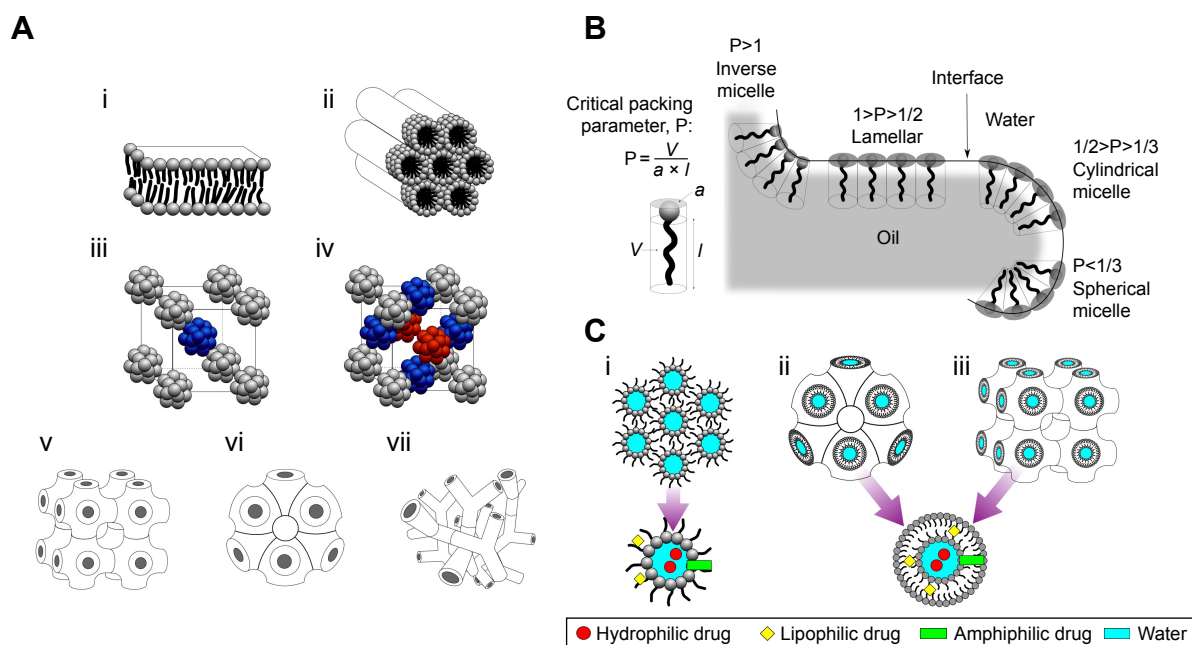 A
i
ii
iii
iv
v
vi
vii
B
P>1
Inverse
micelle
Critical packing
parameter, P:
P = V / a × l
a
V
l
1>P>1/2
Lamellar
Interface
Water
1/2>P>1/3
Cylindrical
micelle
Oil
P<1/3
Spherical
micelle
C
i
ii
iii
Hydrophilic drug
Lipophilic drug
Amphiphilic drug
Water